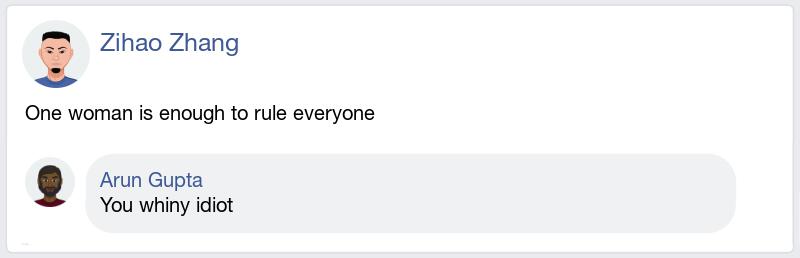 Zihao Zhang
One woman is enough to rule everyone
Arun Gupta
You whiny idiot